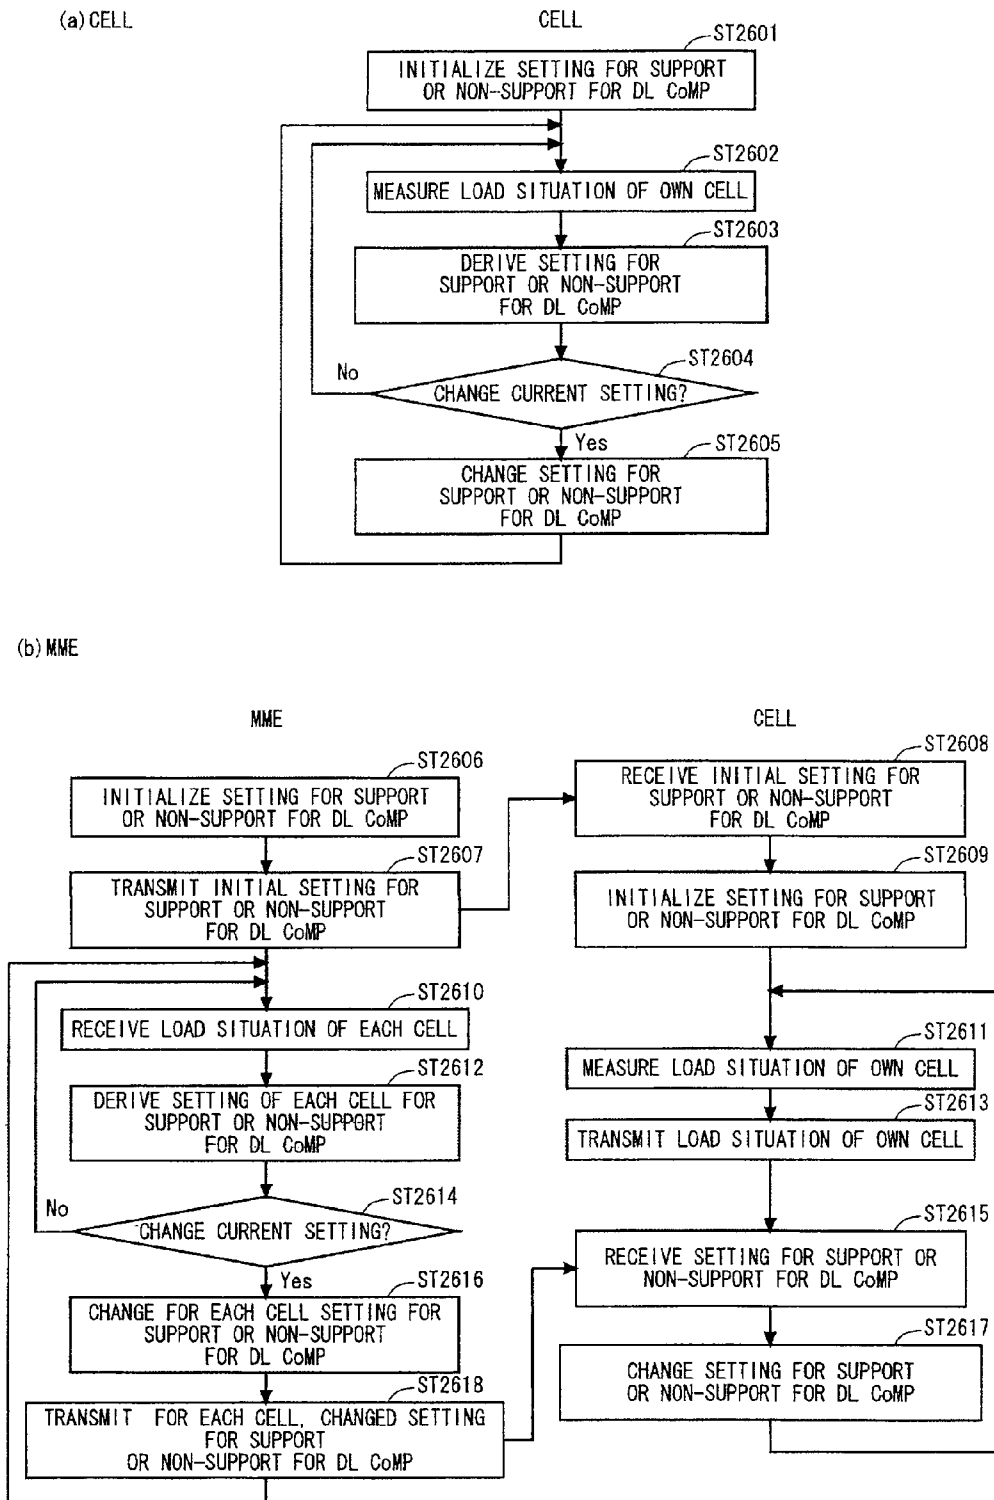 (a) CELL
CELL
ST2601
INITIALIZE SETTING FOR SUPPORT
OR NON-SUPPORT FOR DL CoMP
ST2602
MEASURE LOAD SITUATION OF OWN CELL
ST2603
DERIVE SETTING FOR
SUPPORT OR NON-SUPPORT
FOR DL CoMP
ST2604
No
CHANGE CURRENT SETTING?
Yes
ST2605
CHANGE SETTING FOR
SUPPORT OR NON-SUPPORT
FOR DL CoMP
(b) MME
MME
CELL
ST2606
INITIALIZE SETTING FOR SUPPORT
OR NON-SUPPORT FOR DL CoMP
ST2607
TRANSMIT INITIAL SETTING FOR
SUPPORT OR NON-SUPPORT
FOR DL CoMP
ST2608
RECEIVE INITIAL SETTING FOR
SUPPORT OR NON-SUPPORT
FOR DL CoMP
ST2609
INITIALIZE SETTING FOR SUPPORT
OR NON-SUPPORT FOR DL CoMP
ST2610
RECEIVE LOAD SITUATION OF EACH CELL
ST2611
MEASURE LOAD SITUATION OF OWN CELL
ST2612
DERIVE SETTING OF EACH CELL FOR
SUPPORT OR NON-SUPPORT
FOR DL CoMP
ST2613
TRANSMIT LOAD SITUATION OF OWN CELL
ST2614
No
CHANGE CURRENT SETTING?
Yes
ST2615
RECEIVE SETTING FOR SUPPORT OR
NON-SUPPORT FOR DL CoMP
ST2616
CHANGE FOR EACH CELL SETTING FOR
SUPPORT OR NON-SUPPORT
FOR DL CoMP
ST2617
CHANGE SETTING FOR SUPPORT
OR NON-SUPPORT FOR DL CoMP
ST2618
TRANSMIT FOR EACH CELL, CHANGED SETTING
FOR SUPPORT
OR NON-SUPPORT FOR DL CoMP